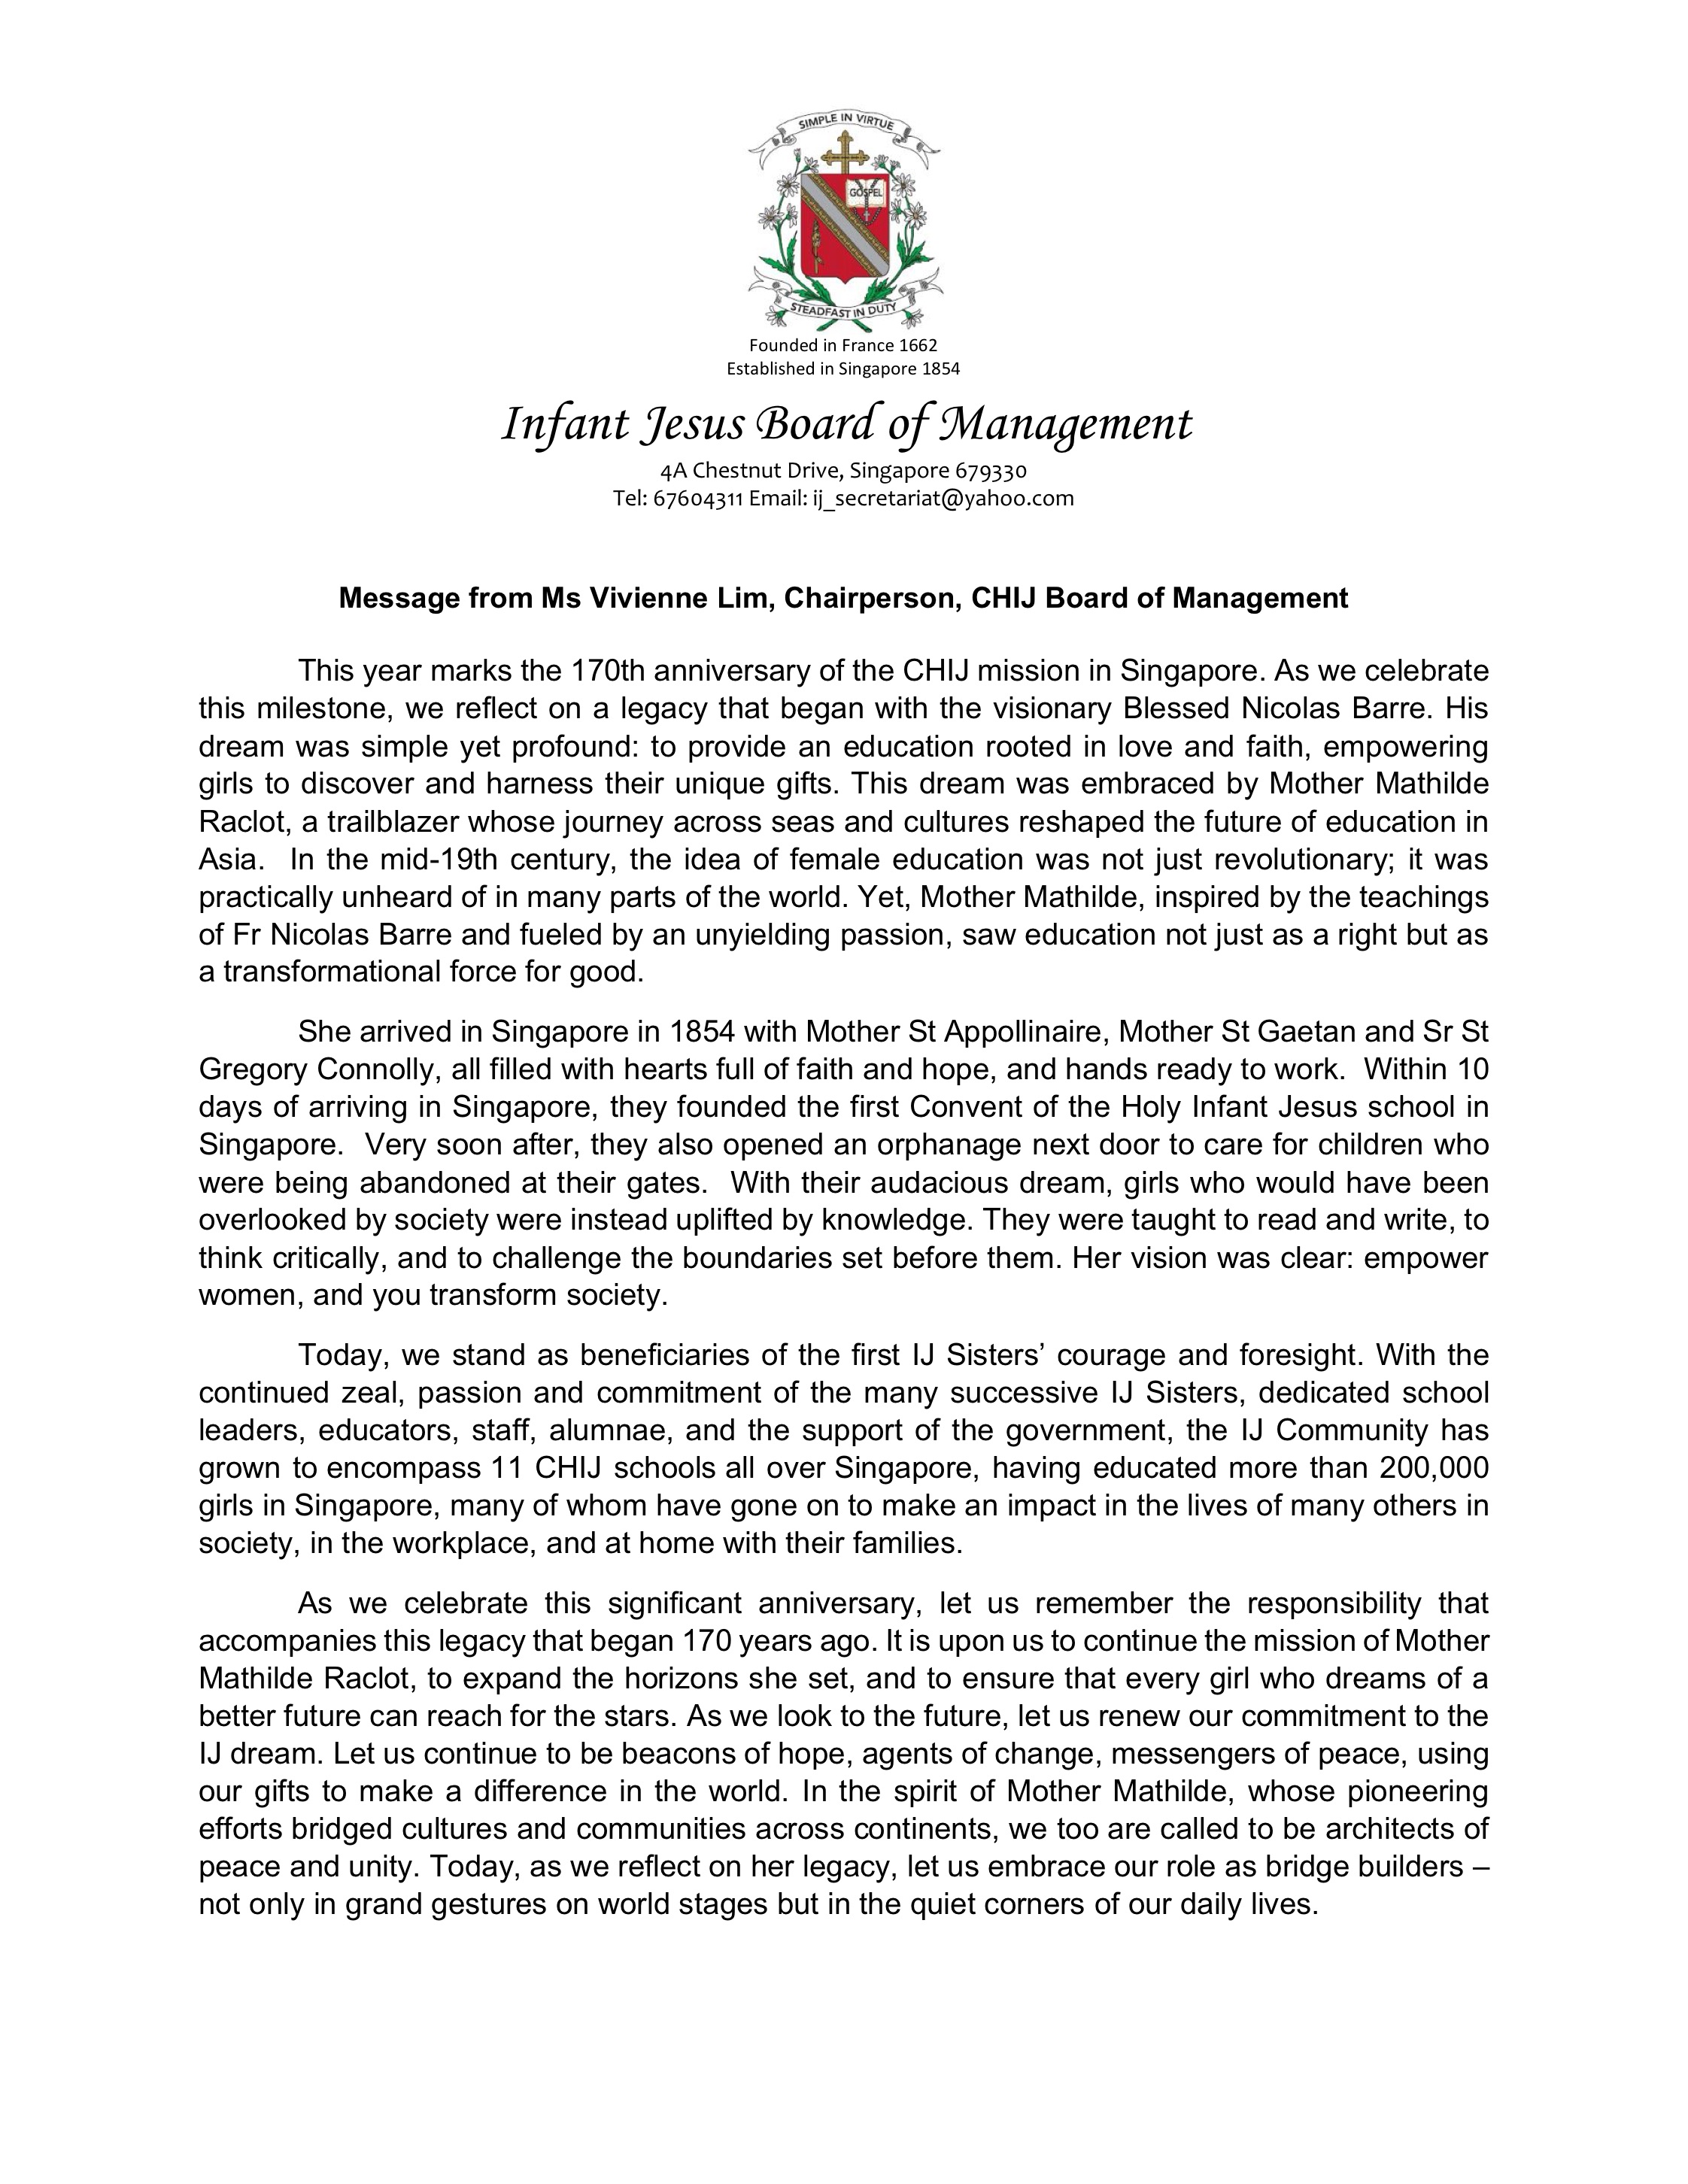 SIMPLE IN VIRTUE
GOSPEL
STEADFAST IN DUTY
Founded in France 1662
Established in Singapore 1854
Infant Jesus Board of Management
4A Chestnut Drive, Singapore 679330
Tel: 67604311 Email: ij_secretariat@yahoo.com
Message from Ms Vivienne Lim, Chairperson, CHIJ Board of Management
This year marks the 170th anniversary of the CHIJ mission in Singapore. As we celebrate
this milestone, we reflect on a legacy that began with the visionary Blessed Nicolas Barre. His
dream was simple yet profound: to provide an education rooted in love and faith, empowering
girls to discover and harness their unique gifts. This dream was embraced by Mother Mathilde
Raclot, a trailblazer whose journey across seas and cultures reshaped the future of education in
Asia.  In the mid-19th century, the idea of female education was not just revolutionary; it was
practically unheard of in many parts of the world. Yet, Mother Mathilde, inspired by the teachings
of Fr Nicolas Barre and fueled by an unyielding passion, saw education not just as a right but as
a transformational force for good.
She arrived in Singapore in 1854 with Mother St Appollinaire, Mother St Gaetan and Sr St
Gregory Connolly, all filled with hearts full of faith and hope, and hands ready to work.  Within 10
days of arriving in Singapore, they founded the first Convent of the Holy Infant Jesus school in
Singapore.  Very soon after, they also opened an orphanage next door to care for children who
were being abandoned at their gates.  With their audacious dream, girls who would have been
overlooked by society were instead uplifted by knowledge. They were taught to read and write, to
think critically, and to challenge the boundaries set before them. Her vision was clear: empower
women, and you transform society.
Today, we stand as beneficiaries of the first IJ Sisters’ courage and foresight. With the
continued zeal, passion and commitment of the many successive IJ Sisters, dedicated school
leaders, educators, staff, alumnae, and the support of the government, the IJ Community has
grown to encompass 11 CHIJ schools all over Singapore, having educated more than 200,000
girls in Singapore, many of whom have gone on to make an impact in the lives of many others in
society, in the workplace, and at home with their families.
As we celebrate this significant anniversary, let us remember the responsibility that
accompanies this legacy that began 170 years ago. It is upon us to continue the mission of Mother
Mathilde Raclot, to expand the horizons she set, and to ensure that every girl who dreams of a
better future can reach for the stars. As we look to the future, let us renew our commitment to the
IJ dream. Let us continue to be beacons of hope, agents of change, messengers of peace, using
our gifts to make a difference in the world. In the spirit of Mother Mathilde, whose pioneering
efforts bridged cultures and communities across continents, we too are called to be architects of
peace and unity. Today, as we reflect on her legacy, let us embrace our role as bridge builders –
not only in grand gestures on world stages but in the quiet corners of our daily lives.